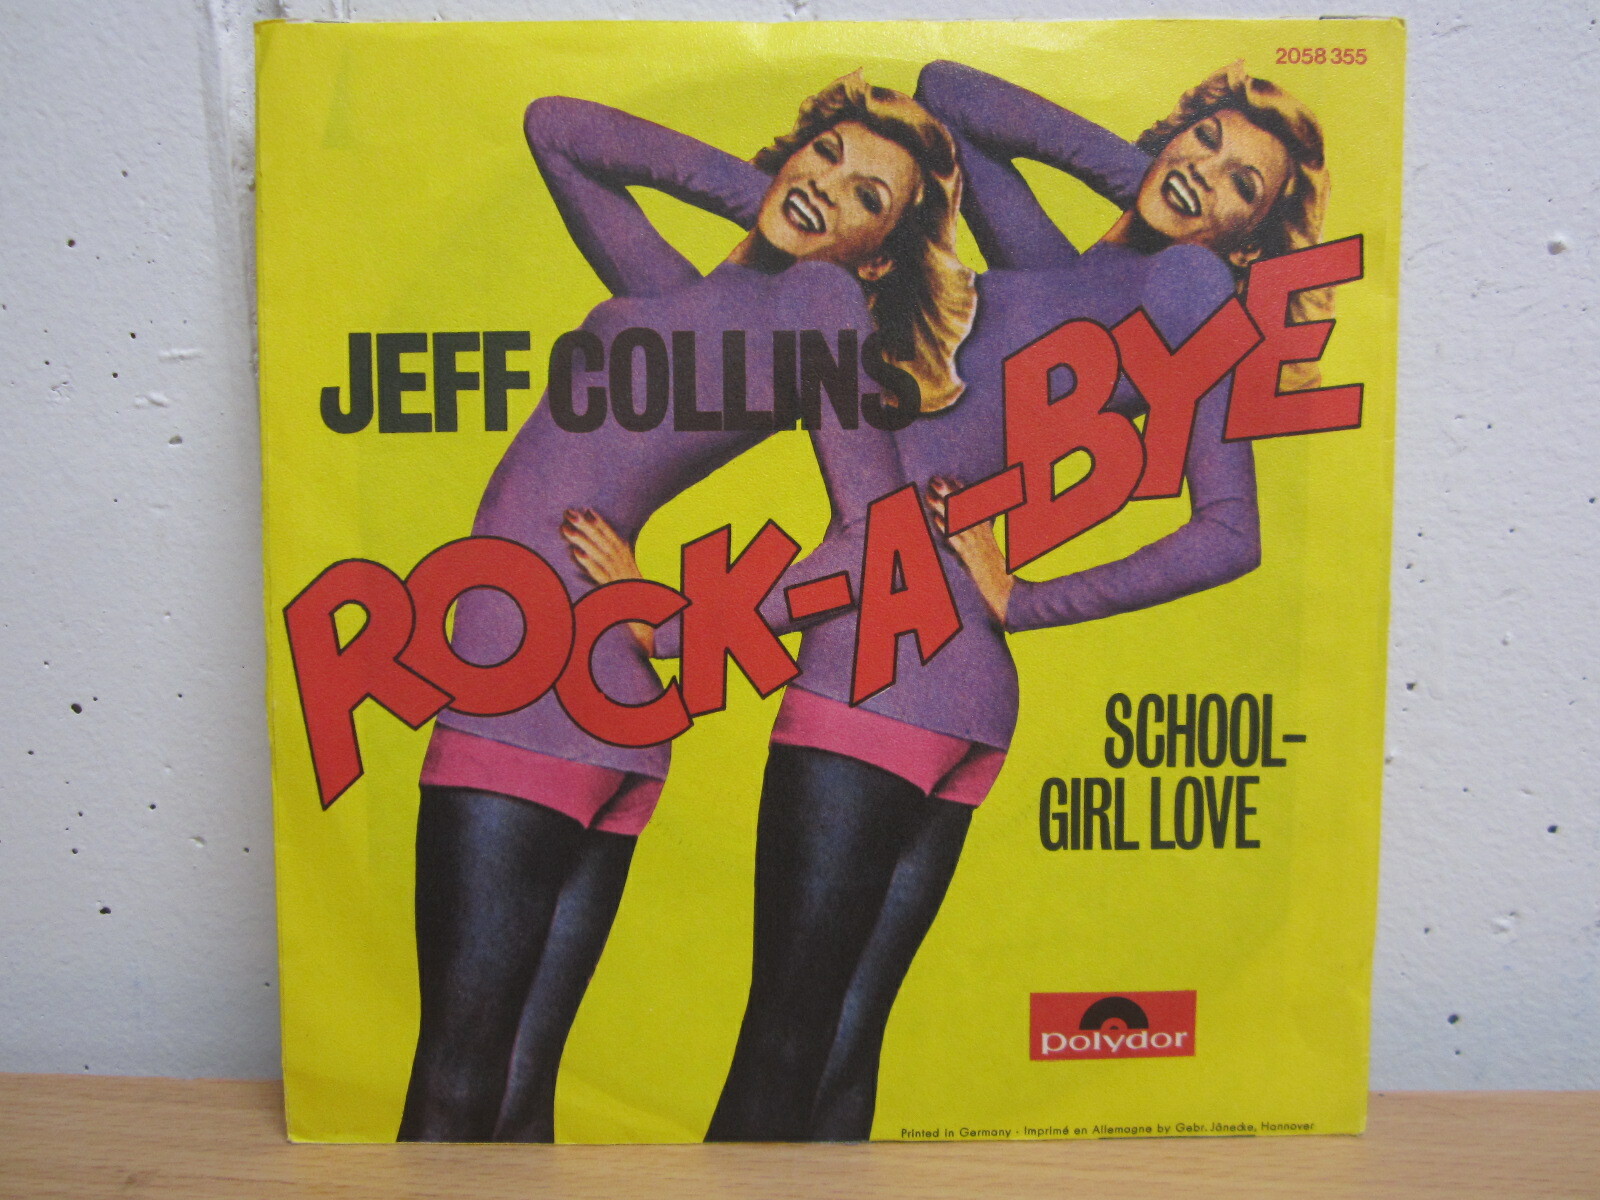 2058 355
JEFF COLLINS
ROCK-A-BYE
SCHOOL-
GIRL LOVE
polydor
Printed in Germany · Imprimé en Allemagne by Gebr. Jänecke, Hannover